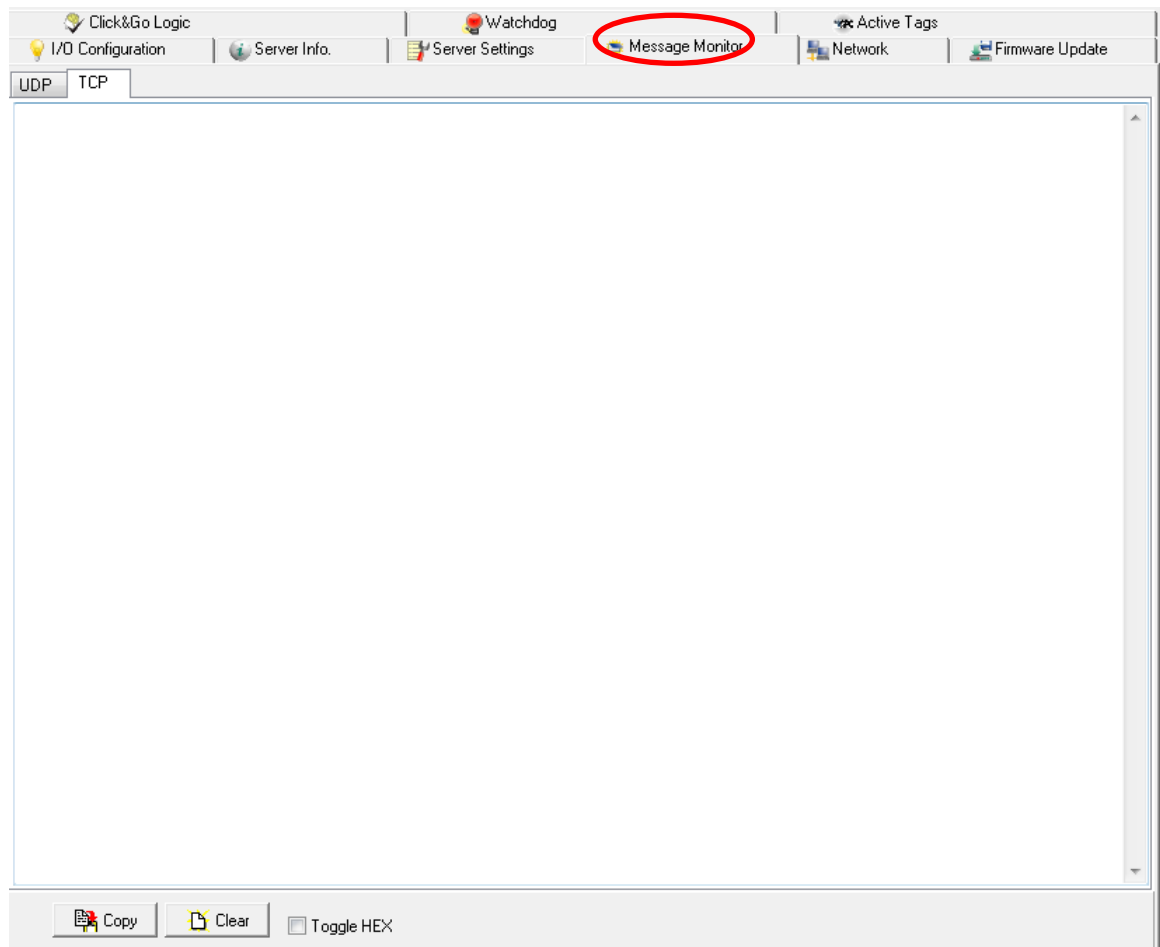 Click&Go Logic Watchdog Active Tags
I/O Configuration Server Info. Server Settings Message Monitor Network Firmware Update
UDP TCP
Copy Clear Toggle HEX